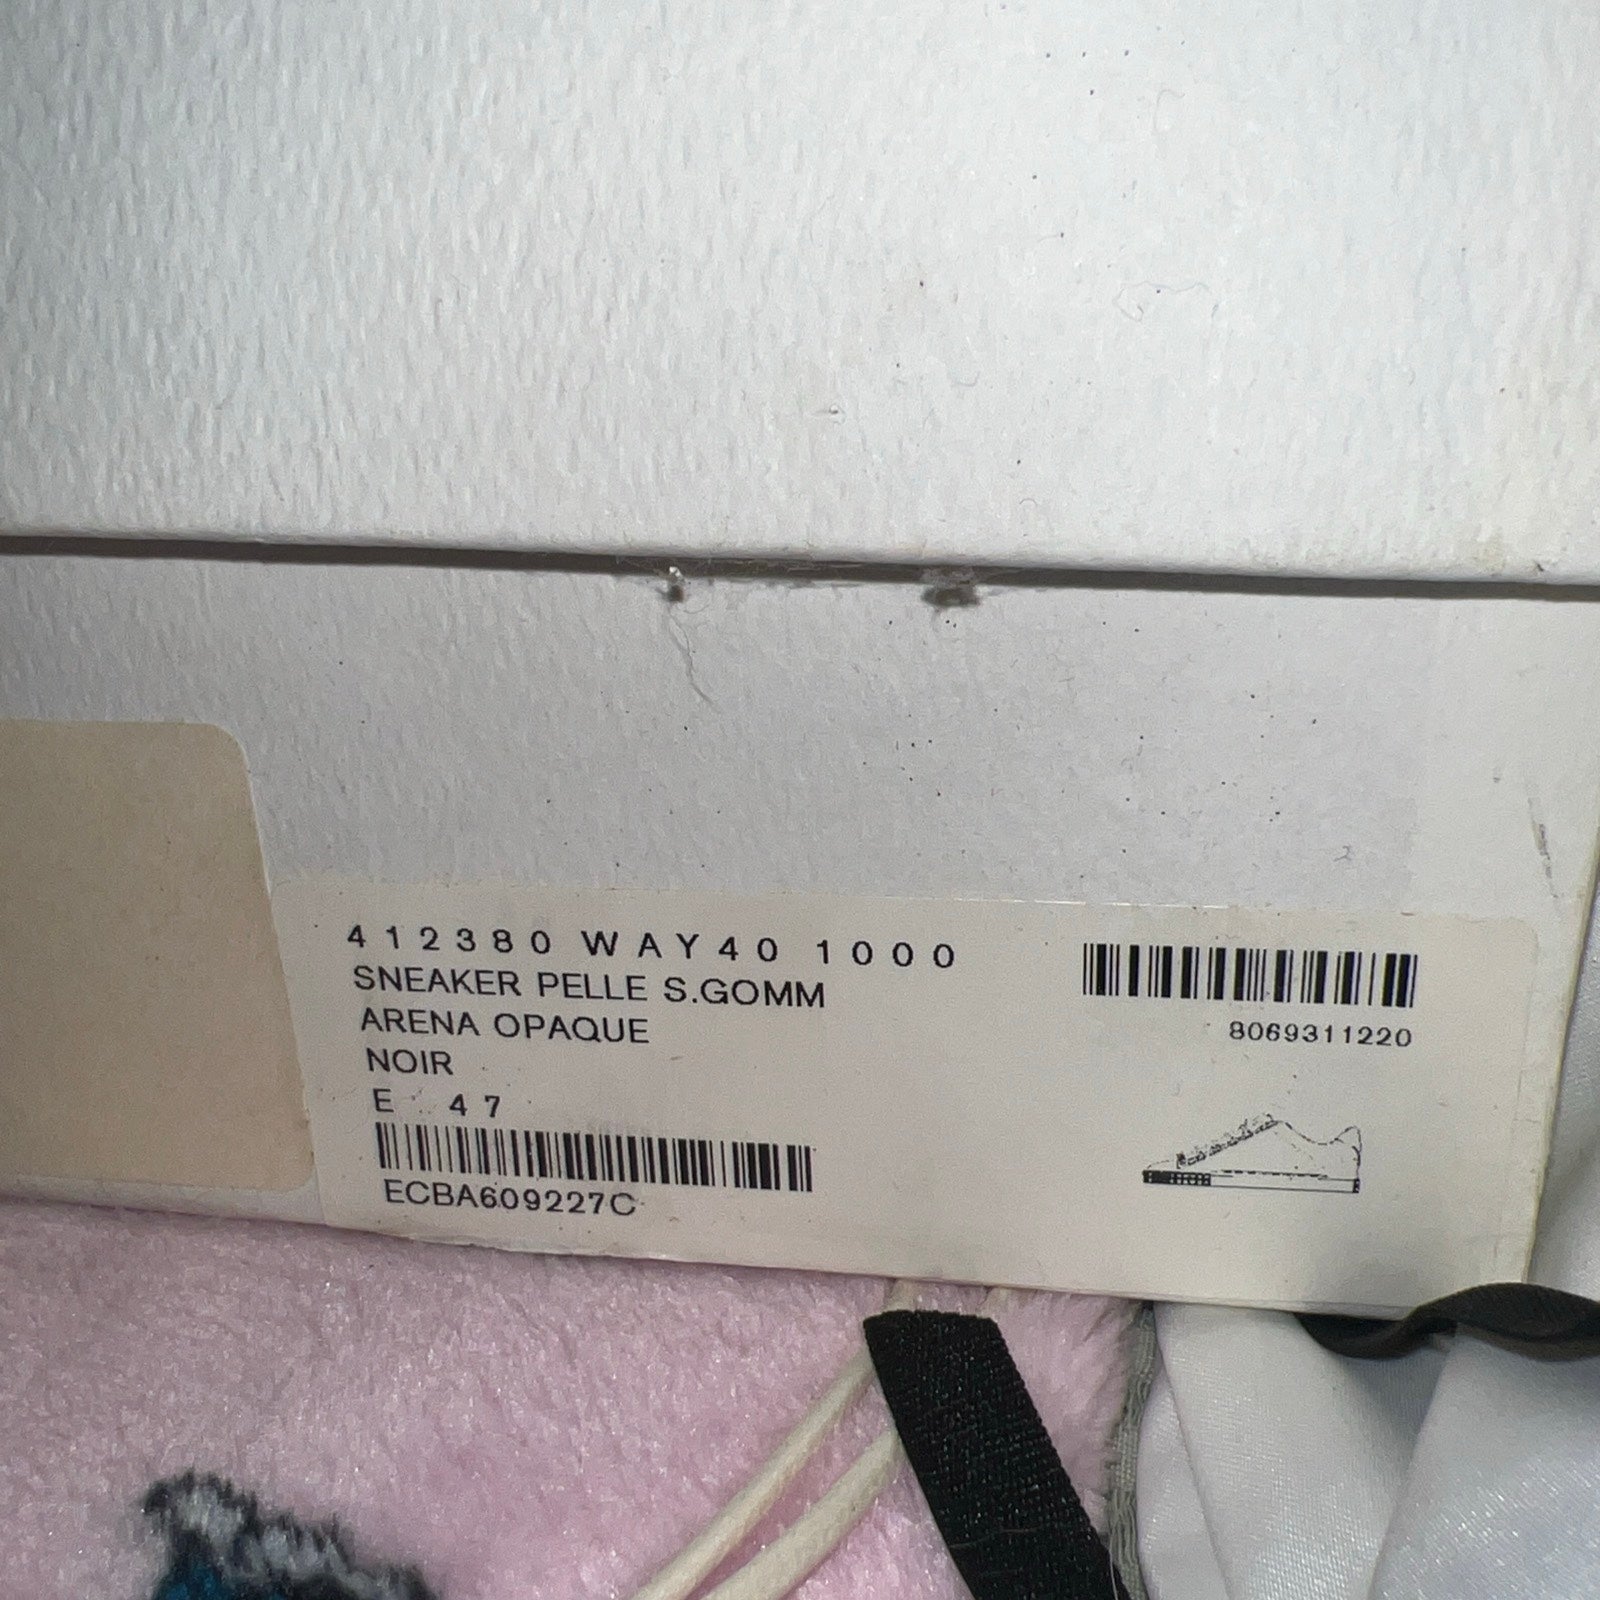 412380 WAY40 1000
SNEAKER PELLE S.GOMM
ARENA OPAQUE
NOIR
E 47
ECBA609227C
8069311220